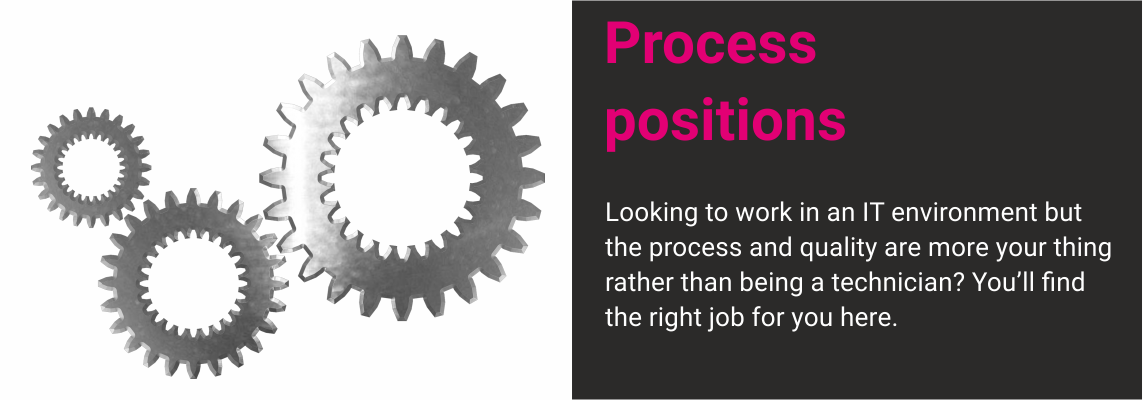 Process
positions
Looking to work in an IT environment but
the process and quality are more your thing
rather than being a technician? You’ll find
the right job for you here.